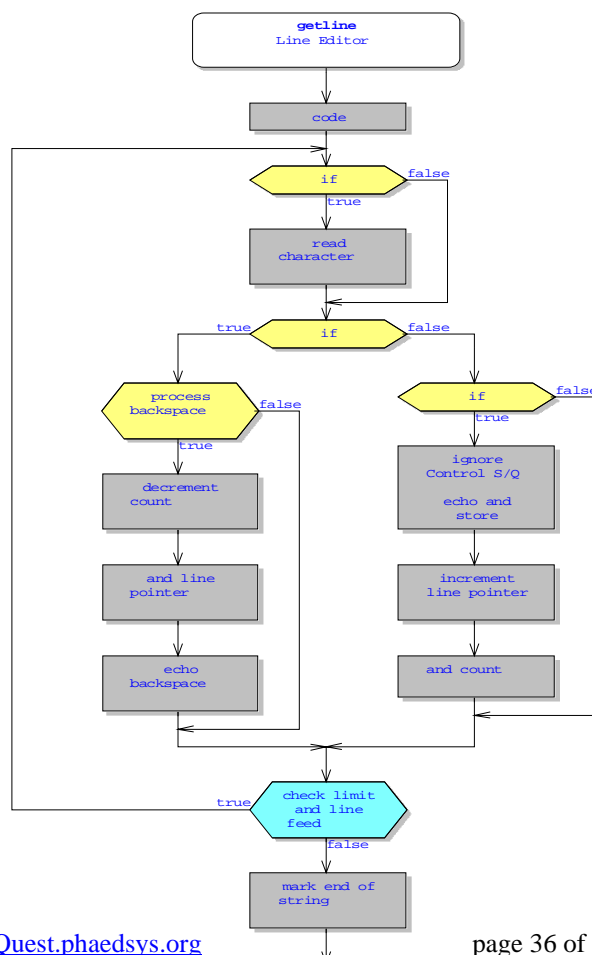 getline
Line Editor
code
if
false
true
read
character
true
if
false
process
backspace
false
true
if
false
true
decrement
count
ignore
Control S/Q
echo and
store
and line
pointer
increment
line pointer
echo
backspace
and count
true
check limit
and line
feed
false
mark end of
string
Quest.phaedsys.org
page 36 of